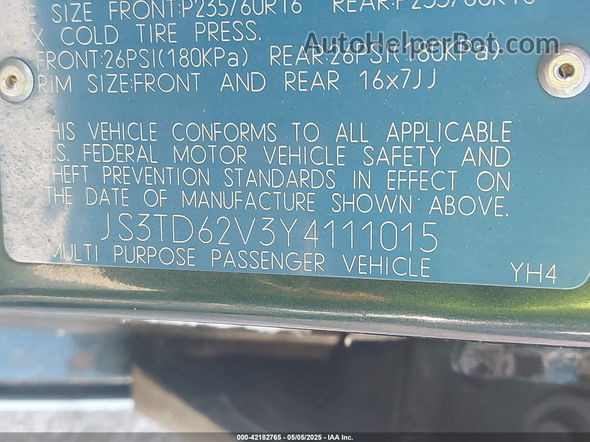 E SIZE FRONT:P235/60R16 REAR:P235/60R16
X COLD TIRE PRESS.
FRONT:26PSI(180KPa) REAR:26PSI(180KPa)
RIM SIZE:FRONT AND REAR 16x7JJ
THIS VEHICLE CONFORMS TO ALL APPLICABLE
U.S. FEDERAL MOTOR VEHICLE SAFETY AND
THEFT PREVENTION STANDARDS IN EFFECT ON
THE DATE OF MANUFACTURE SHOWN ABOVE.
JS3TD62V3Y4111015
MULTI PURPOSE PASSENGER VEHICLE YH4
AutoHelperBot.com
000-42182765 - 05/05/2025 - IAA Inc.